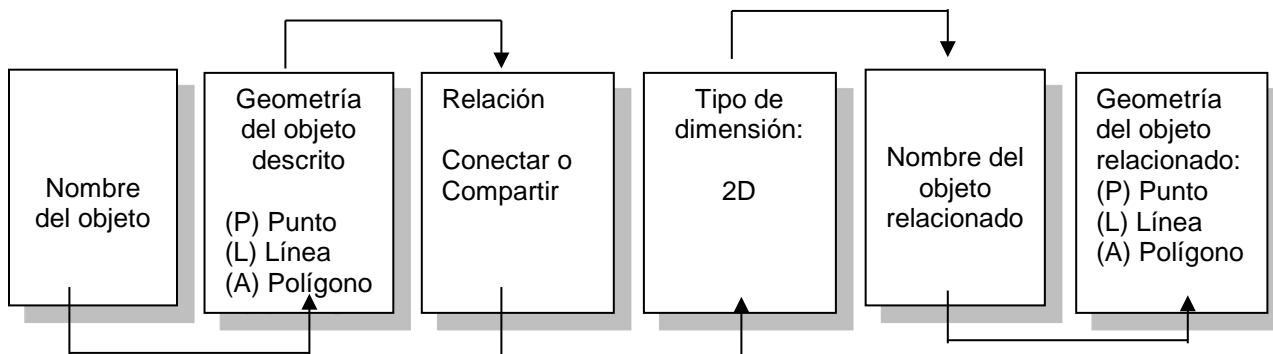 Nombre
del objeto
Geometría
del objeto
descrito
(P) Punto
(L) Línea
(A) Polígono
Relación
Conectar o
Compartir
Tipo de
dimensión:
2D
Nombre del
objeto
relacionado
Geometría
del objeto
relacionado:
(P) Punto
(L) Línea
(A) Polígono